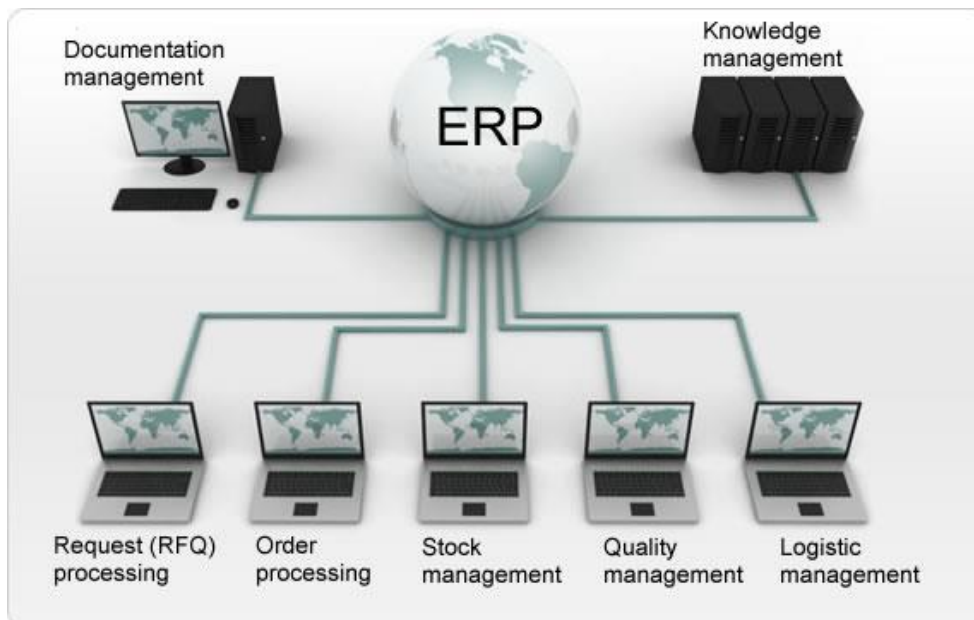 Documentation
management
Knowledge
management
ERP
Request (RFQ)
processing
Order
processing
Stock
management
Quality
management
Logistic
management